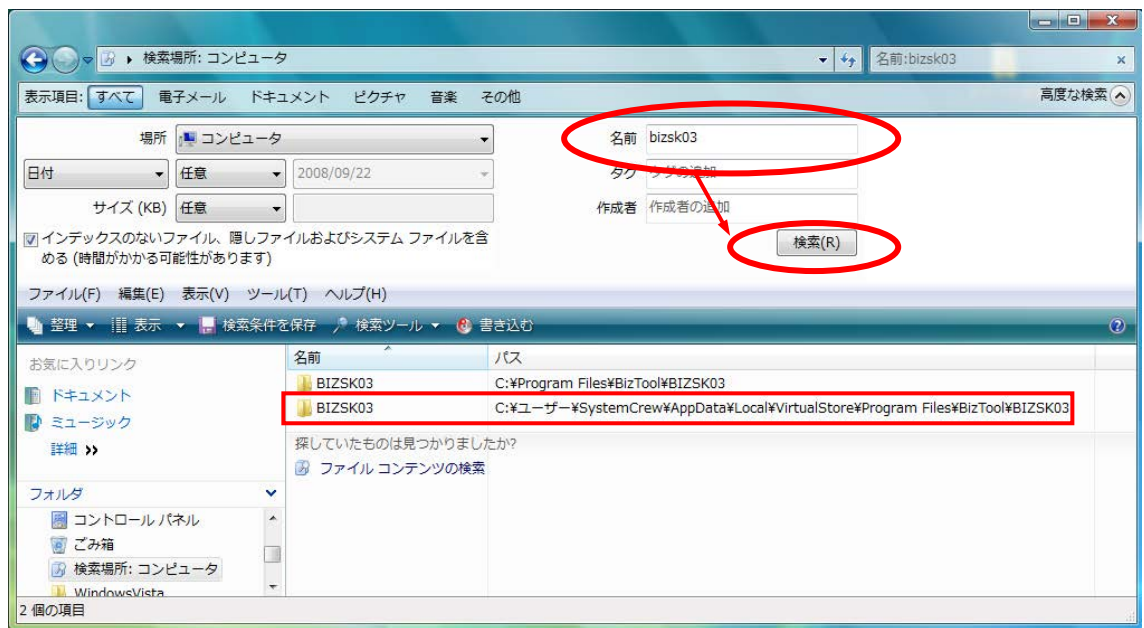 検索場所: コンピュータ
名前:bizsk03
表示項目: すべて 電子メール ドキュメント ピクチャ 音楽 その他 高度な検索
場所 コンピュータ 名前 bizsk03
日付 任意 2008/09/22 タグ タグの追加
サイズ (KB) 任意 作成者 作成者の追加
インデックスのないファイル、隠しファイルおよびシステム ファイルを含
める (時間がかかる可能性があります)
検索(R)
ファイル(F) 編集(E) 表示(V) ツール(T) ヘルプ(H)
整理 表示 検索条件を保存 検索ツール 書き込む
お気に入りリンク
ドキュメント
ミュージック
詳細 >>
フォルダ
コントロール パネル
ごみ箱
検索場所: コンピュータ
WindowsVista
名前 パス
BIZSK03 C:¥Program Files¥BizTool¥BIZSK03
BIZSK03 C:¥ユーザー¥SystemCrew¥AppData¥Local¥VirtualStore¥Program Files¥BizTool¥BIZSK03
探していたものは見つかりましたか?
ファイル コンテンツの検索
2 個の項目